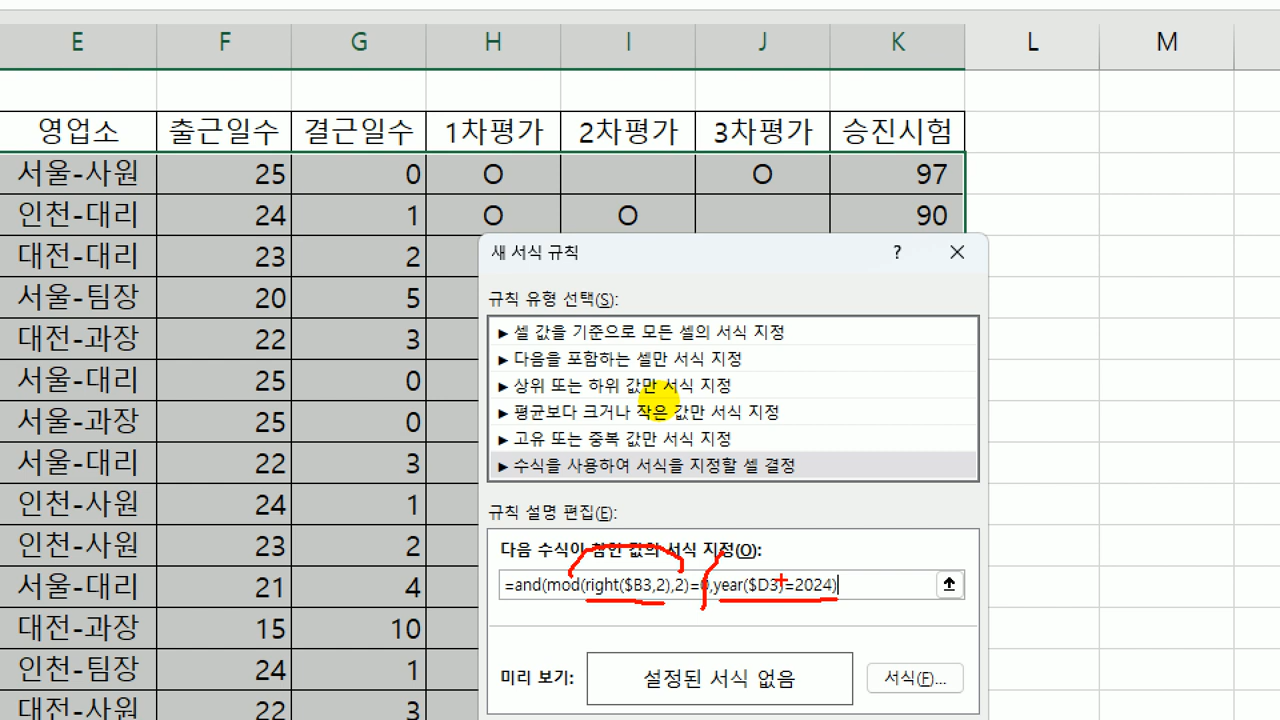 E F G H I J K L M
영업소 출근일수 결근일수 1차평가 2차평가 3차평가 승진시험
서울-사원 25 0 O O 97
인천-대리 24 1 O O 90
대전-대리 23 2
서울-팀장 20 5
대전-과장 22 3
서울-대리 25 0
서울-과장 25 0
서울-대리 22 3
인천-사원 24 1
인천-사원 23 2
서울-대리 21 4
대전-과장 15 10
인천-팀장 24 1
대전-사원 22 3
새 서식 규칙 ?
규칙 유형 선택(S):
► 셀 값을 기준으로 모든 셀의 서식 지정
► 다음을 포함하는 셀만 서식 지정
► 상위 또는 하위 값만 서식 지정
► 평균보다 크거나 작은 값만 서식 지정
► 고유 또는 중복 값만 서식 지정
► 수식을 사용하여 서식을 지정할 셀 결정
규칙 설명 편집(E):
다음 수식이 참인 값의 서식 지정(O):
=and(mod(right($B3,2),2)=0,year($D3)=2024)
미리 보기: 설정된 서식 없음 서식(F)...